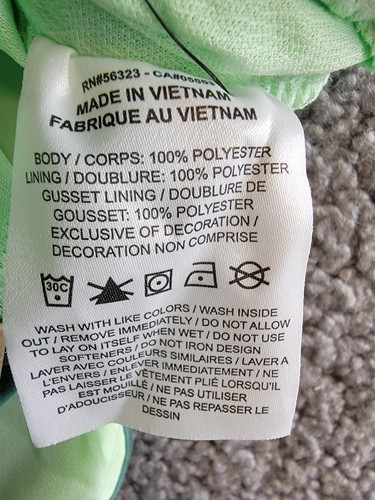 RN#56323 - CA#05553
MADE IN VIETNAM
FABRIQUE AU VIETNAM
BODY / CORPS: 100% POLYESTER
LINING / DOUBLURE: 100% POLYESTER
GUSSET LINING / DOUBLURE DE
GOUSSET: 100% POLYESTER
EXCLUSIVE OF DECORATION /
DECORATION NON COMPRISE
30C
WASH WITH LIKE COLORS / WASH INSIDE
OUT / REMOVE IMMEDIATELY / DO NOT ALLOW
TO LAY ON ITSELF WHEN WET / DO NOT USE
SOFTENERS / DO NOT IRON DESIGN
LAVER AVEC COULEURS SIMILAIRES / LAVER A
L'ENVERS / ENLEVER IMMEDIATEMENT / NE
PAS LAISSER LE VÊTEMENT PLIÉ LORSQU'IL
EST MOUILLÉ / NE PAS UTILISER
D'ADOUCISSEUR / NE PAS REPASSER LE
DESSIN